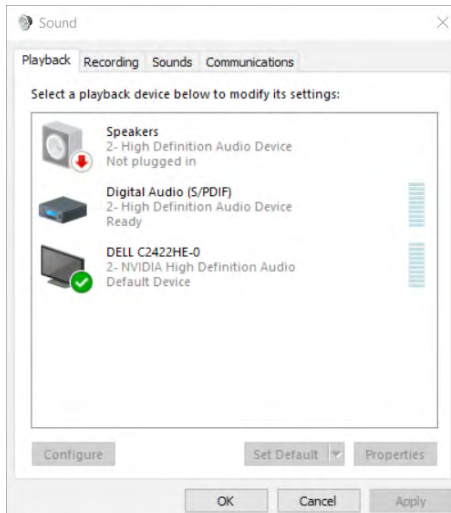 Sound
Playback Recording Sounds Communications
Select a playback device below to modify its settings:
Speakers
2- High Definition Audio Device
Not plugged in
Digital Audio (S/PDIF)
2- High Definition Audio Device
Ready
DELL C2422HE-0
2- NVIDIA High Definition Audio
Default Device
Configure Set Default Properties
OK Cancel Apply